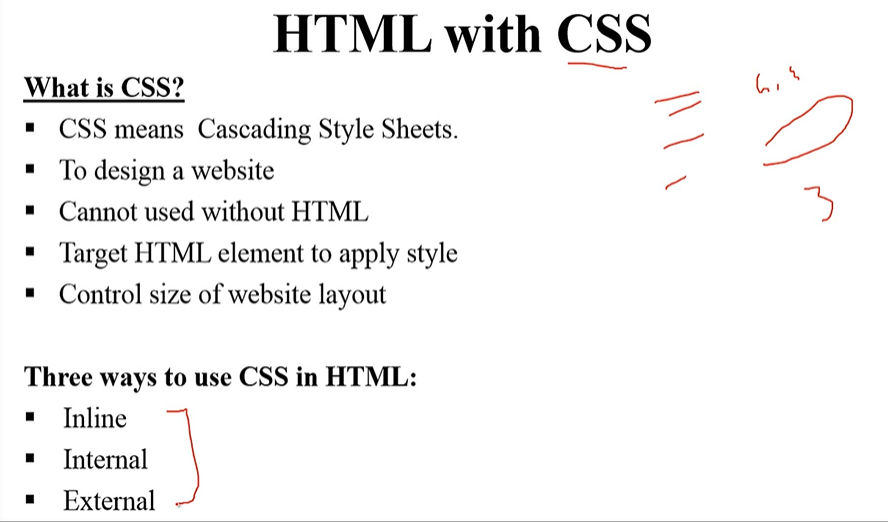 HTML with CSS
What is CSS?
▪ CSS means Cascading Style Sheets.
▪ To design a website
▪ Cannot used without HTML
▪ Target HTML element to apply style
▪ Control size of website layout
Three ways to use CSS in HTML:
▪ Inline
▪ Internal
▪ External
3